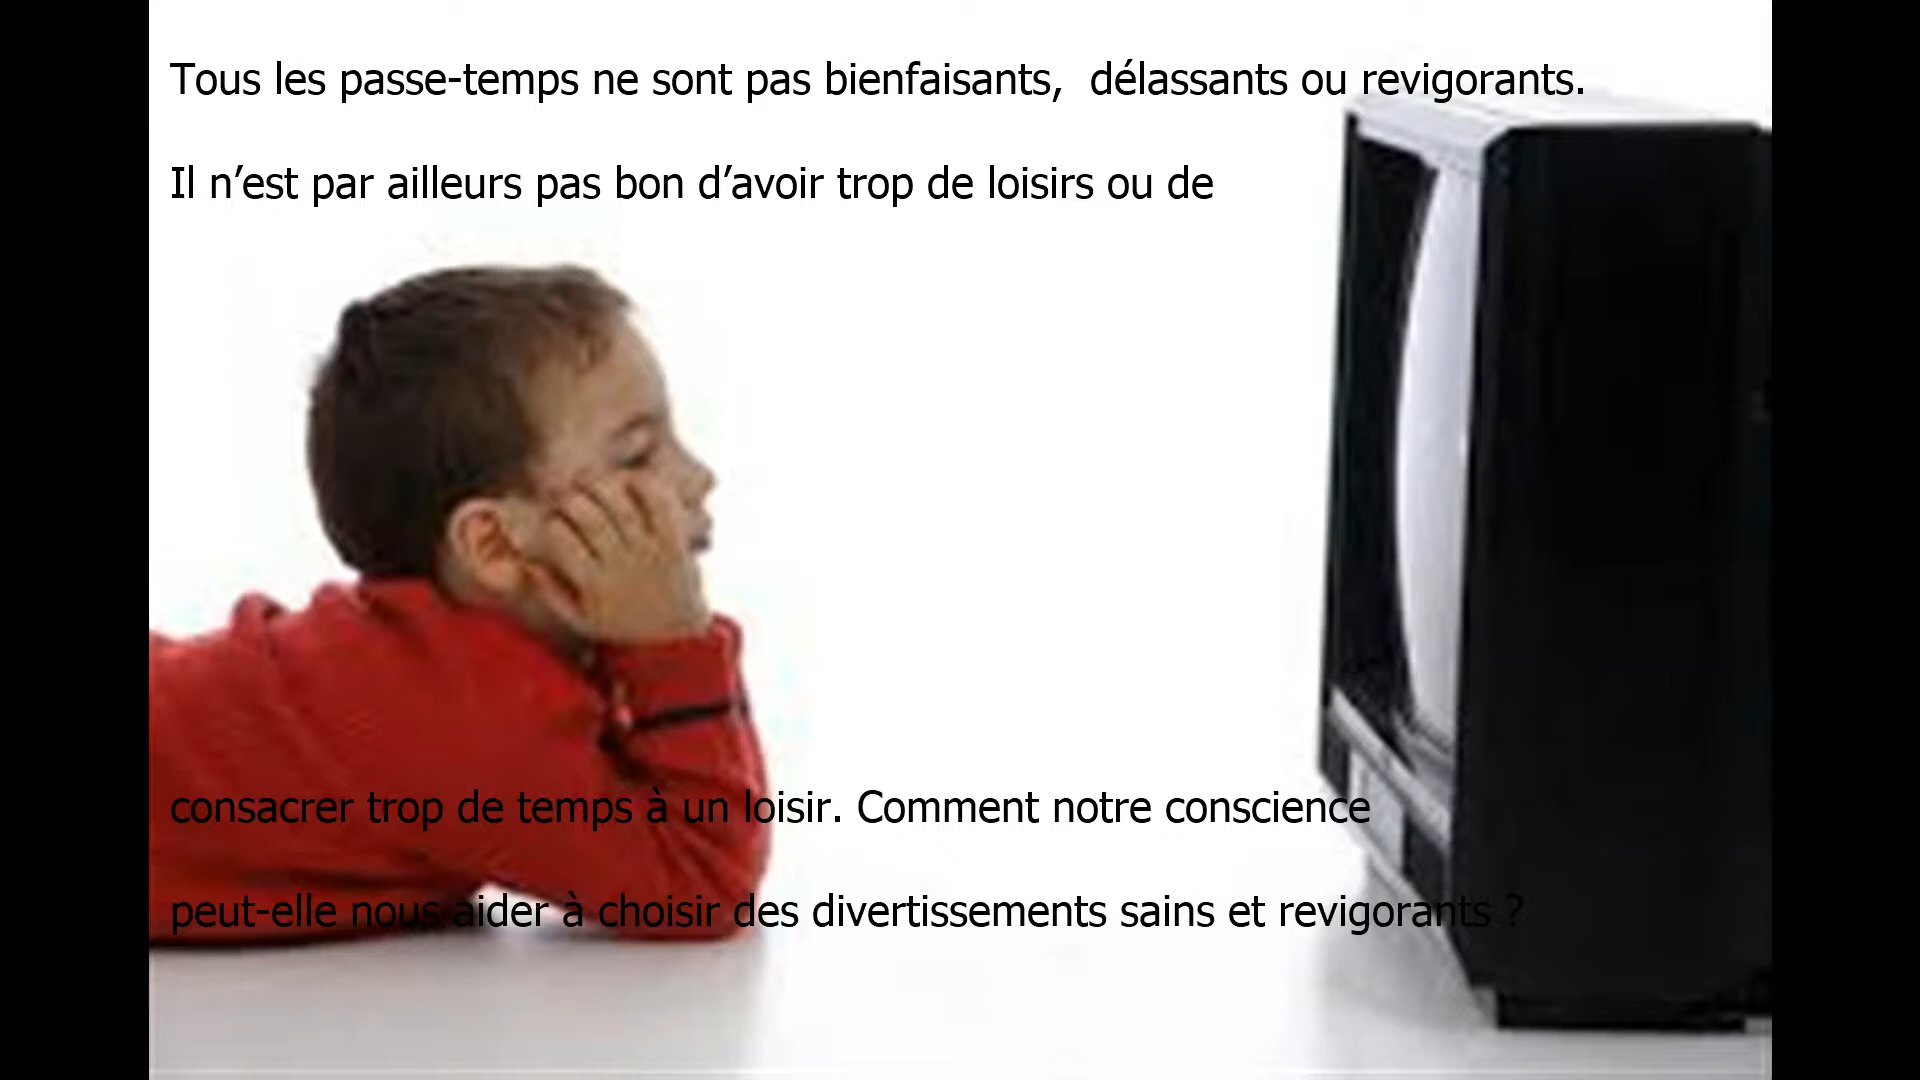 Tous les passe-temps ne sont pas bienfaisants,  délassants ou revigorants.
Il n’est par ailleurs pas bon d’avoir trop de loisirs ou de
consacrer trop de temps à un loisir. Comment notre conscience
peut-elle nous aider à choisir des divertissements sains et revigorants ?